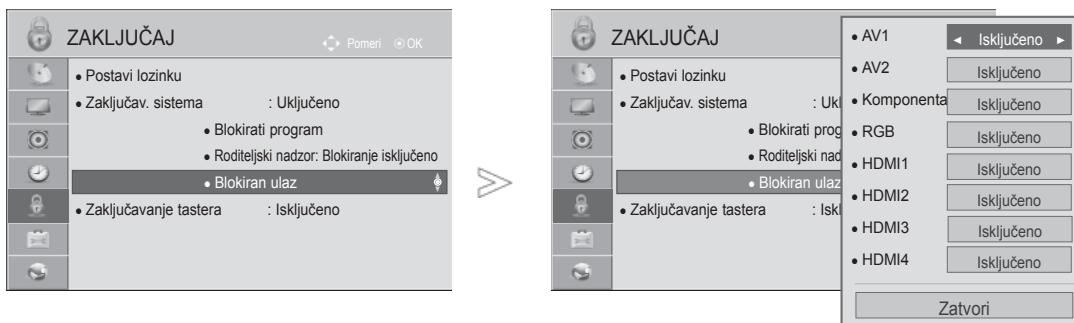 ZAKLJUČAJ
Pomeri OK
• Postavi lozinku
• Zaključav. sistema : Uključeno
• Blokirati program
• Roditeljski nadzor: Blokiranje isključeno
• Blokiran ulaz
• Zaključavanje tastera : Isključeno
ZAKLJUČAJ
• Postavi lozinku
• Zaključav. sistema : Ukl
• Blokirati prog
• Roditeljski nad
• Blokiran ulaz
• Zaključavanje tastera : Iskl
• AV1 ◄ Isključeno ►
• AV2 Isključeno
• Komponenta Isključeno
• RGB Isključeno
• HDMI1 Isključeno
• HDMI2 Isključeno
• HDMI3 Isključeno
• HDMI4 Isključeno
Zatvori